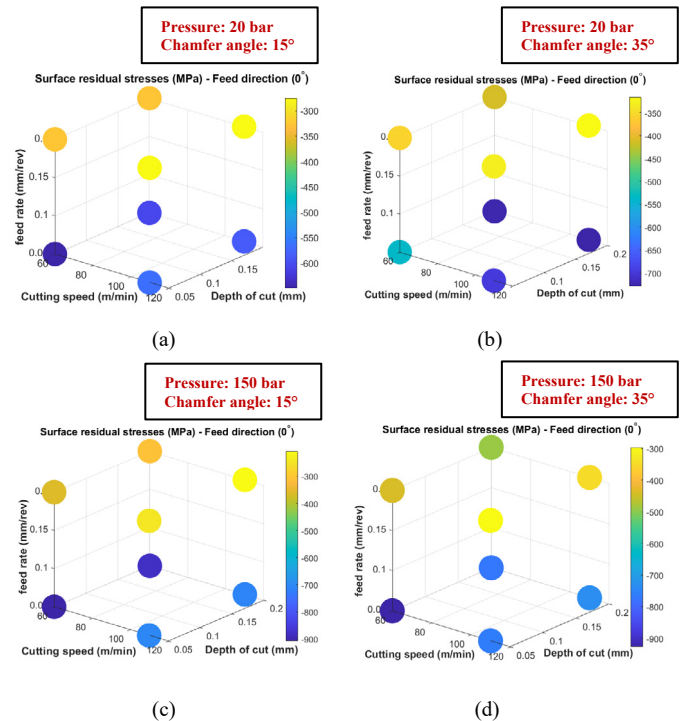 Pressure: 20 bar
Chamfer angle: 15°
Surface residual stresses (MPa) - Feed direction (0°)
-300
-350
-400
-450
-500
-550
-600
0.15
0.1
feed rate (mm/rev)
60
80
100
120
Cutting speed (m/min)
0.05
0.1
0.15
Depth of cut (mm)
(a)
Pressure: 20 bar
Chamfer angle: 35°
Surface residual stresses (MPa) - Feed direction (0°)
-350
-400
-450
-500
-550
-600
-650
-700
0.15
0.1
feed rate (mm/rev)
60
80
100
120
Cutting speed (m/min)
0.05
0.1
0.15
0.2
Depth of cut (mm)
(b)
Pressure: 150 bar
Chamfer angle: 15°
Surface residual stresses (MPa) - Feed direction (0°)
-300
-400
-500
-600
-700
-800
-900
0.15
0.1
feed rate (mm/rev)
60
80
100
120
Cutting speed (m/min)
0.05
0.1
0.15
0.2
Depth of cut (mm)
(c)
Pressure: 150 bar
Chamfer angle: 35°
Surface residual stresses (MPa) - Feed direction (0°)
-300
-400
-500
-600
-700
-800
-900
0.15
0.1
feed rate (mm/rev)
60
80
100
120
Cutting speed (m/min)
0.05
0.1
0.15
0.2
Depth of cut (mm)
(d)